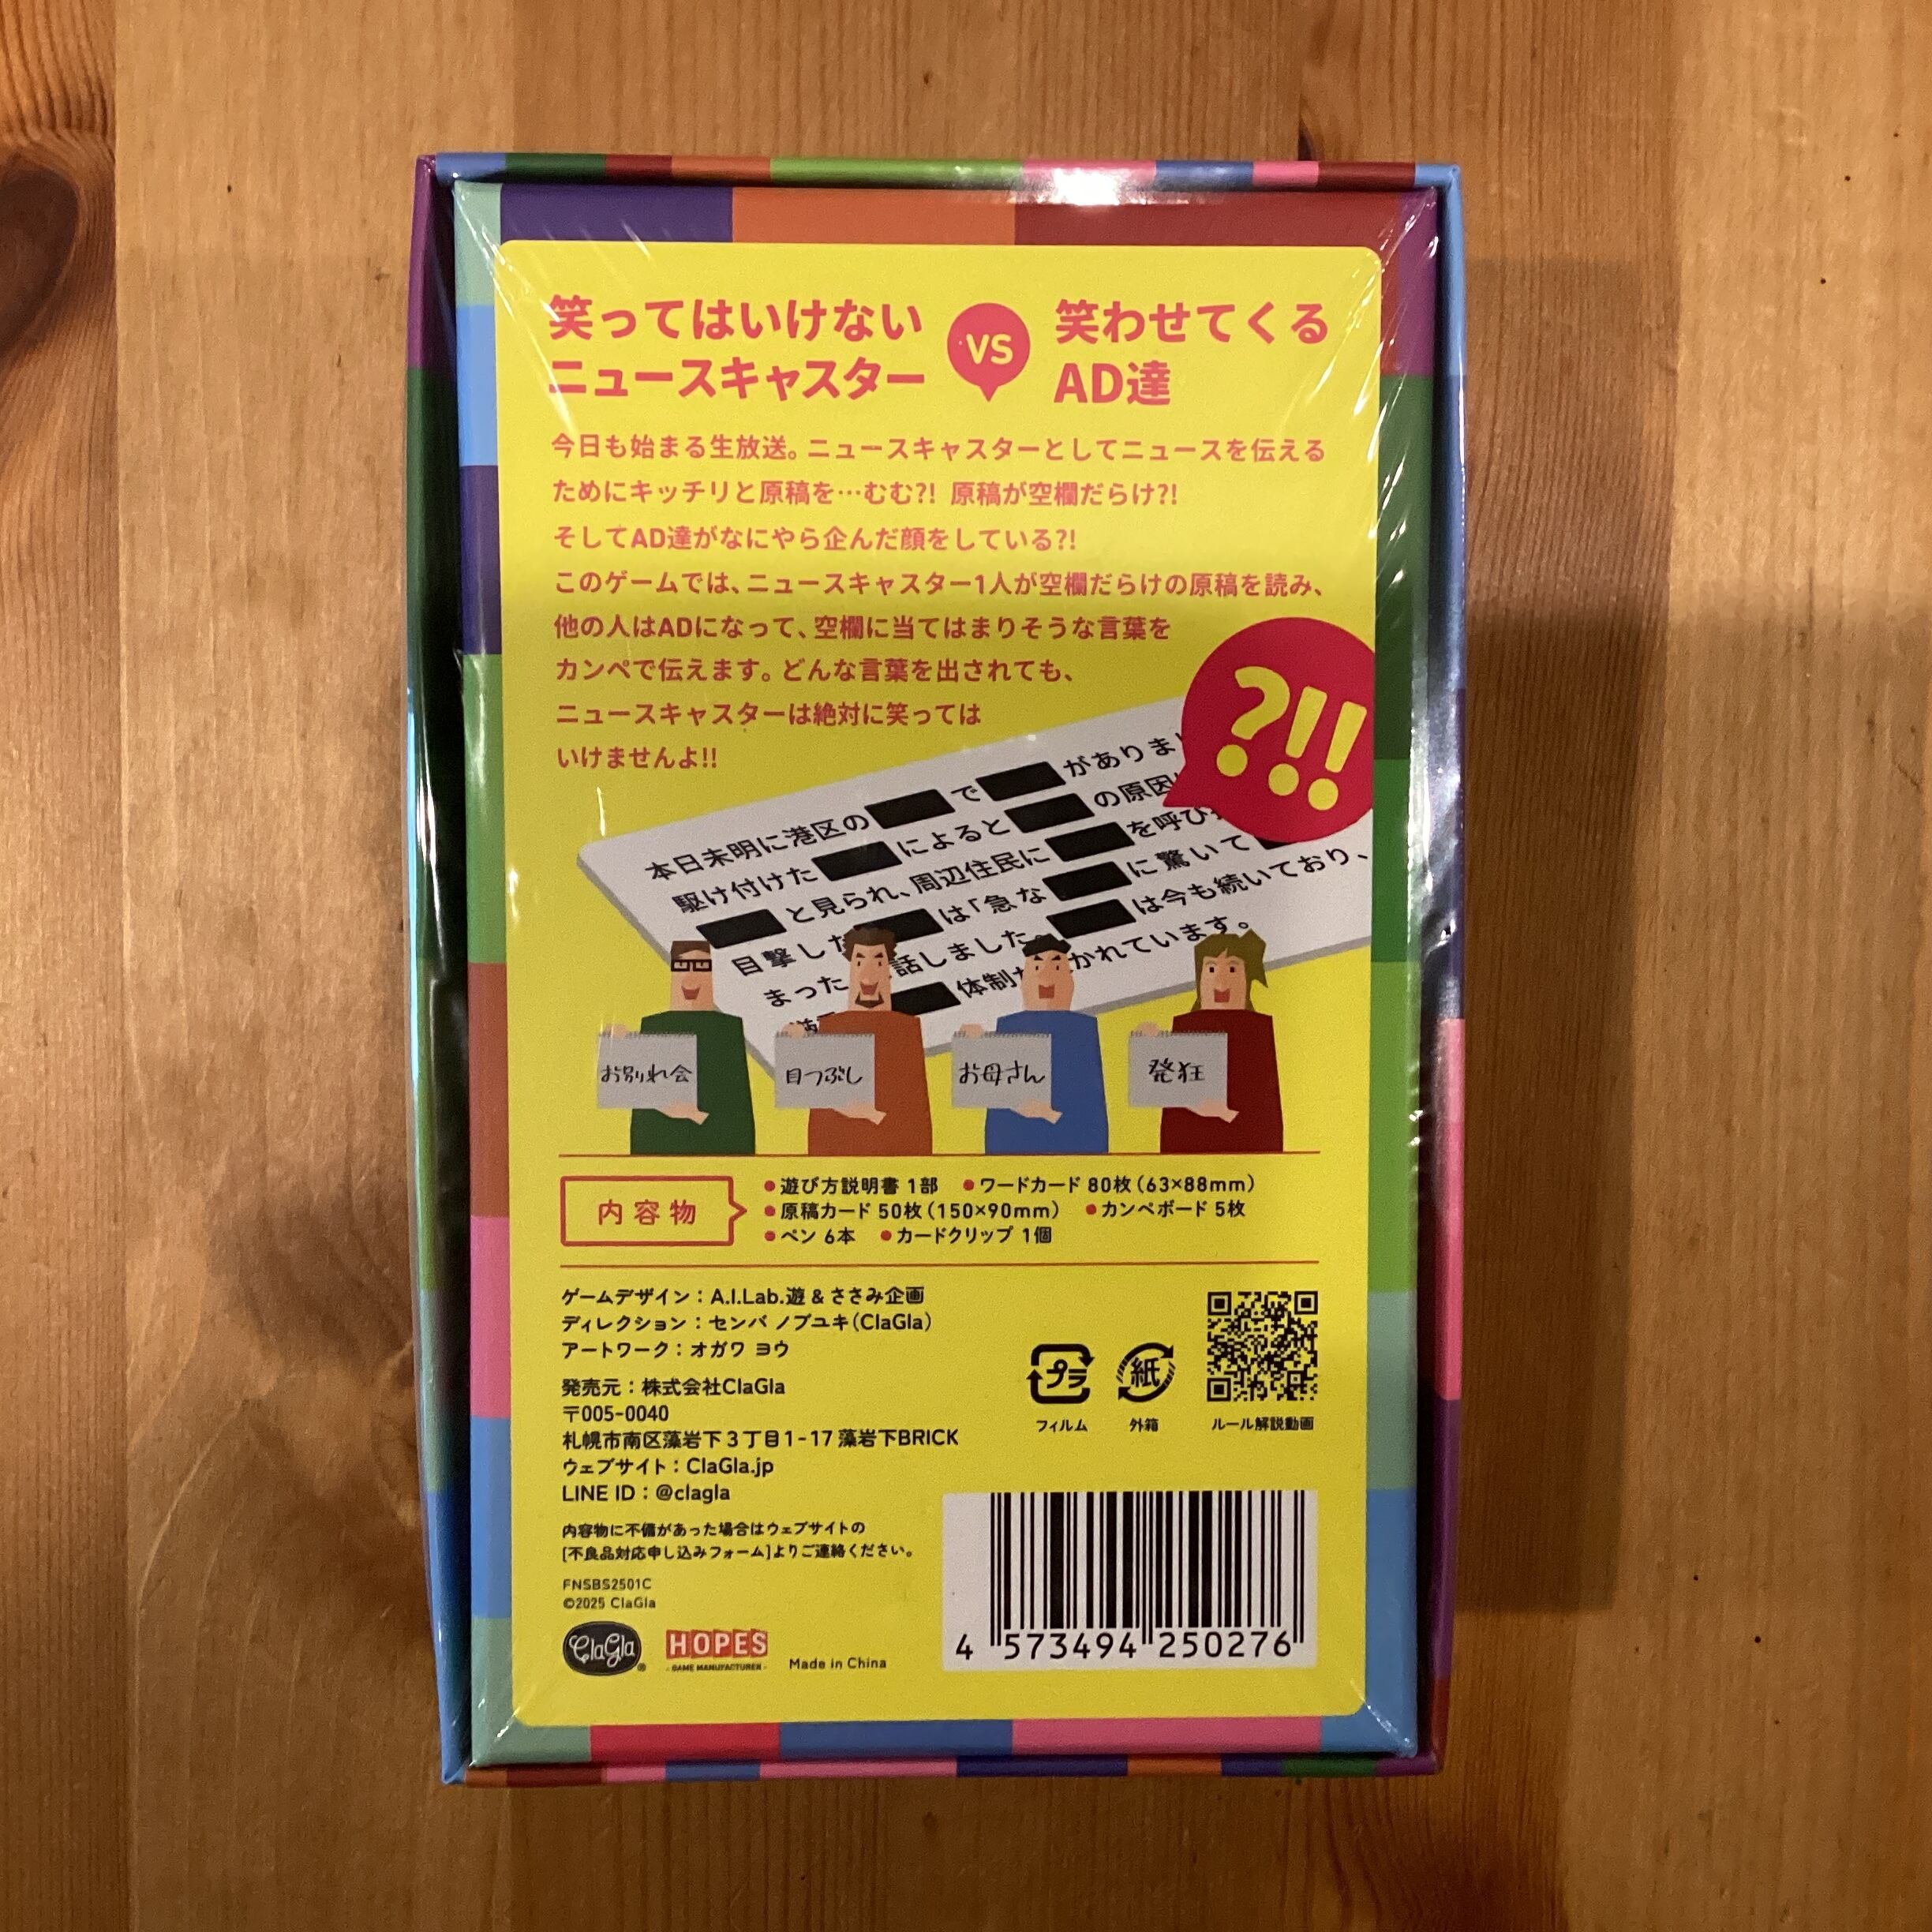 笑ってはいけない
ニュースキャスター
VS
笑わせてくる
AD達
今日も始まる生放送。ニュースキャスターとしてニュースを伝える
ためにキッチリと原稿を…むむ?! 原稿が空欄だらけ?!
そしてAD達がなにやら企んだ顔をしている?!
このゲームでは、ニュースキャスター1人が空欄だらけの原稿を読み、
他の人はADになって、空欄に当てはまりそうな言葉を
カンペで伝えます。どんな言葉を出されても、
ニュースキャスターは絶対に笑っては
いけませんよ!!
?!!
本日未明に港区の で がありまし
駆け付けた によると の原因
と見られ、周辺住民に を呼び
目撃した は「急な に驚いて
まった 話しました。 は今も続いており、
体制 かれています。
お別れ会
目つぶし
お母さん
発狂
内容物
●遊び方説明書 1部 ●ワードカード 80枚(63×88mm)
●原稿カード 50枚(150×90mm) ●カンペボード 5枚
●ペン 6本 ●カードクリップ 1個
ゲームデザイン：A.I.Lab.遊 & ささみ企画
ディレクション：センバ ノブユキ(ClaGla)
アートワーク：オガワ ヨウ
発売元：株式会社ClaGla
〒005-0040
札幌市南区藻岩下3丁目1-17 藻岩下BRICK
ウェブサイト：ClaGla.jp
LINE ID：@clagla
プラ
フィルム
紙
外箱
ルール解説動画
内容物に不備があった場合はウェブサイトの
[不良品対応申し込みフォーム]よりご連絡ください。
FNSBS2501C
©2025 ClaGla
ClaGla®
HOPES
GAME MANUFACTURER
Made in China
4 573494 250276